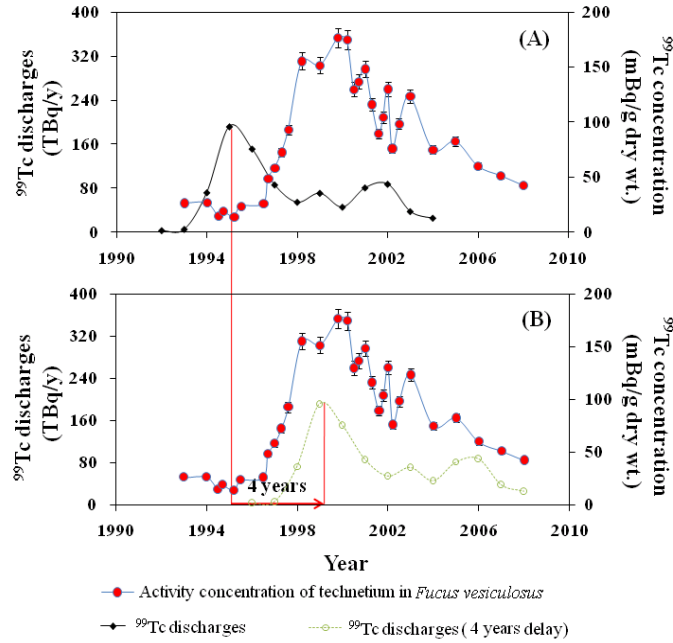 400
320
240
160
80
0
⁹⁹Tc discharges
(TBq/y)
(A)
200
150
100
50
0
⁹⁹Tc concentration
(mBq/g dry wt.)
1990 1994 1998 2002 2006 2010
400
320
240
160
80
0
⁹⁹Tc discharges
(TBq/y)
(B)
4 years
200
150
100
50
0
⁹⁹Tc concentration
(mBq/g dry wt.)
1990 1994 1998 2002 2006 2010
Year
Activity concentration of technetium in Fucus vesiculosus
⁹⁹Tc discharges
⁹⁹Tc discharges ( 4 years delay)